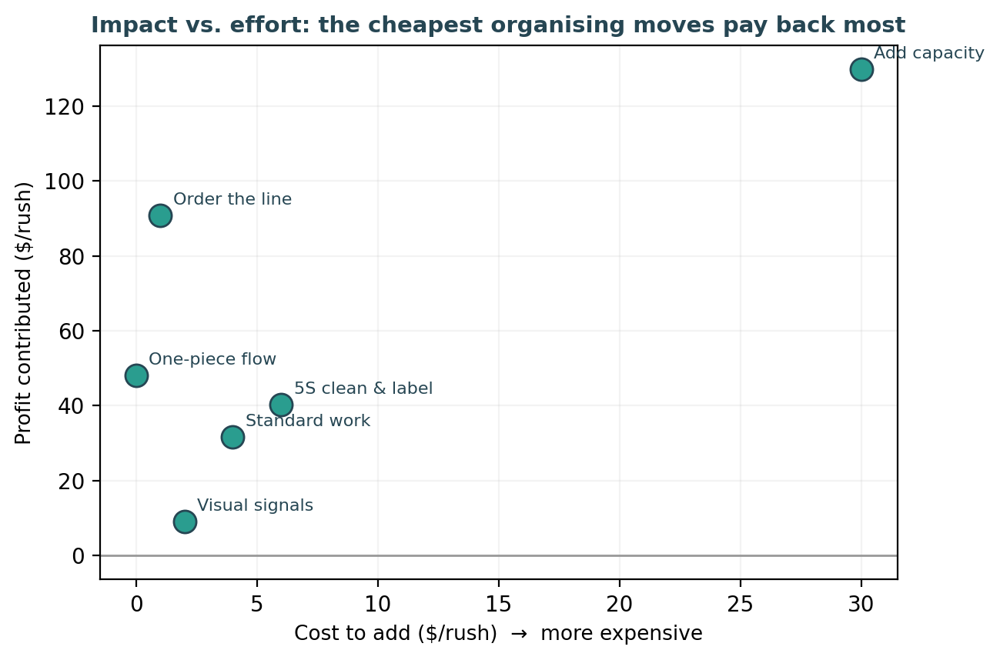 Impact vs. effort: the cheapest organising moves pay back most
Add capacity
120
100
Order the line
80
60
One-piece flow
5S clean & label
40
Standard work
20
Visual signals
0
Profit contributed ($/rush)
0 5 10 15 20 25 30
Cost to add ($/rush) → more expensive